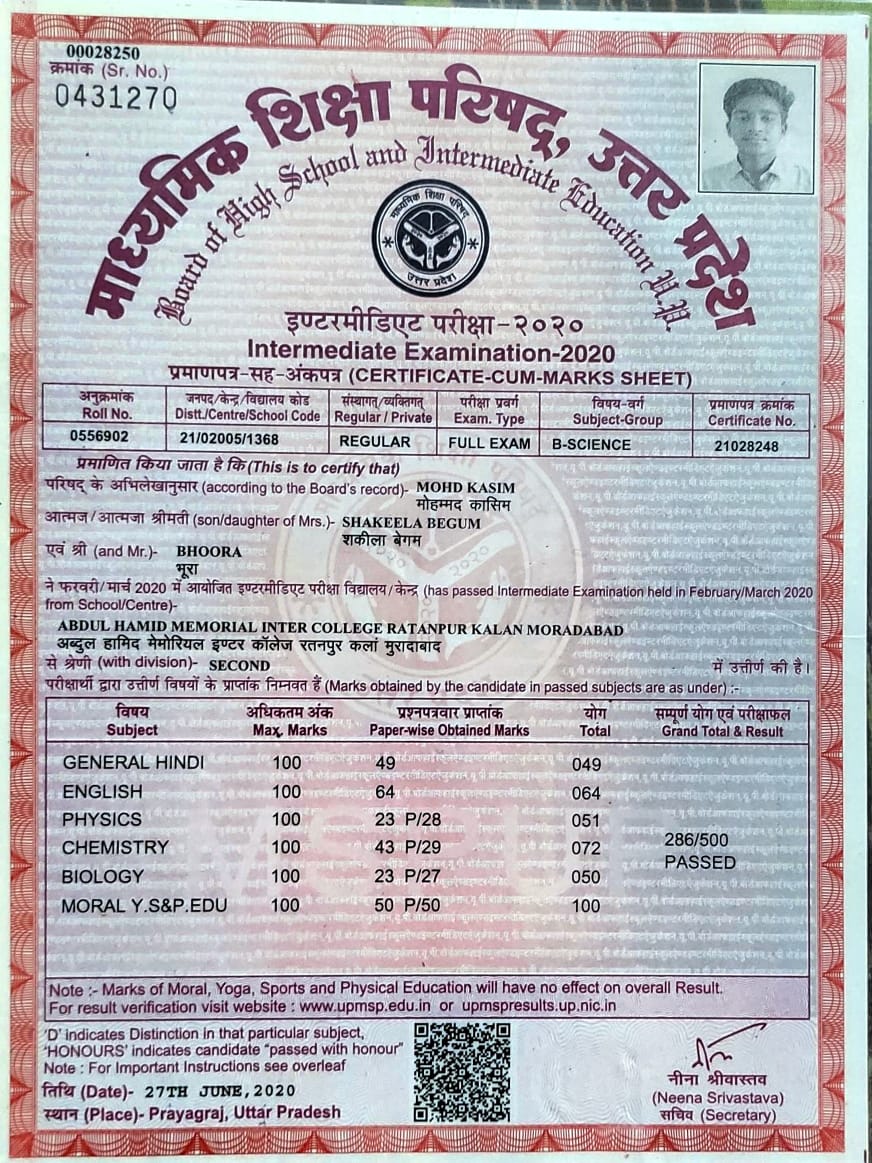 00028250
क्रमांक (Sr. No.)
0431270
माध्यमिक शिक्षा परिषद्, उत्तर प्रदेश
Board of High School and Intermediate Education U.P.
माध्यमिक शिक्षा परिषद्
उत्तर प्रदेश
इण्टरमीडिएट परीक्षा-२०२०
Intermediate Examination-2020
प्रमाणपत्र-सह-अंकपत्र (CERTIFICATE-CUM-MARKS SHEET)
अनुक्रमांक जनपद/केन्द्र/विद्यालय कोड संस्थागत्/व्यक्तिगत् परीक्षा प्रवर्ग विषय-वर्ग प्रमाणपत्र क्रमांक
Roll No. Distt./Centre/School Code Regular / Private Exam. Type Subject-Group Certificate No.
0556902 21/02005/1368 REGULAR FULL EXAM B-SCIENCE 21028248
प्रमाणित किया जाता है कि (This is to certify that)
परिषद् के अभिलेखानुसार (according to the Board's record)- MOHD KASIM
मोहम्मद कासिम
आत्मज/आत्मजा श्रीमती (son/daughter of Mrs.)- SHAKEELA BEGUM
शकीला बेगम
एवं श्री (and Mr.)- BHOORA
भूरा
ने फरवरी/मार्च 2020 में आयोजित इण्टरमीडिएट परीक्षा विद्यालय/केन्द्र (has passed Intermediate Examination held in February/March 2020
from School/Centre)-
ABDUL HAMID MEMORIAL INTER COLLEGE RATANPUR KALAN MORADABAD
अब्दुल हामिद मेमोरियल इण्टर कॉलेज रतनपुर कलां मुरादाबाद
से श्रेणी (with division)- SECOND में उत्तीर्ण की है।
परीक्षार्थी द्वारा उत्तीर्ण विषयों के प्राप्तांक निम्नवत हैं (Marks obtained by the candidate in passed subjects are as under) :-
विषय अधिकतम अंक प्रश्नपत्रवार प्राप्तांक योग सम्पूर्ण योग एवं परीक्षाफल
Subject Max. Marks Paper-wise Obtained Marks Total Grand Total & Result
GENERAL HINDI 100 49 049
ENGLISH 100 64 064
PHYSICS 100 23 P/28 051
CHEMISTRY 100 43 P/29 072
286/500
PASSED
BIOLOGY 100 23 P/27 050
MORAL Y.S&P.EDU 100 50 P/50 100
Note :- Marks of Moral, Yoga, Sports and Physical Education will have no effect on overall Result.
For result verification visit website : www.upmsp.edu.in or upmspresults.up.nic.in
'D' indicates Distinction in that particular subject,
'HONOURS' indicates candidate "passed with honour"
Note : For Important Instructions see overleaf
तिथि (Date)- 27TH JUNE,2020
स्थान (Place)- Prayagraj, Uttar Pradesh
नीना श्रीवास्तव
(Neena Srivastava)
सचिव (Secretary)